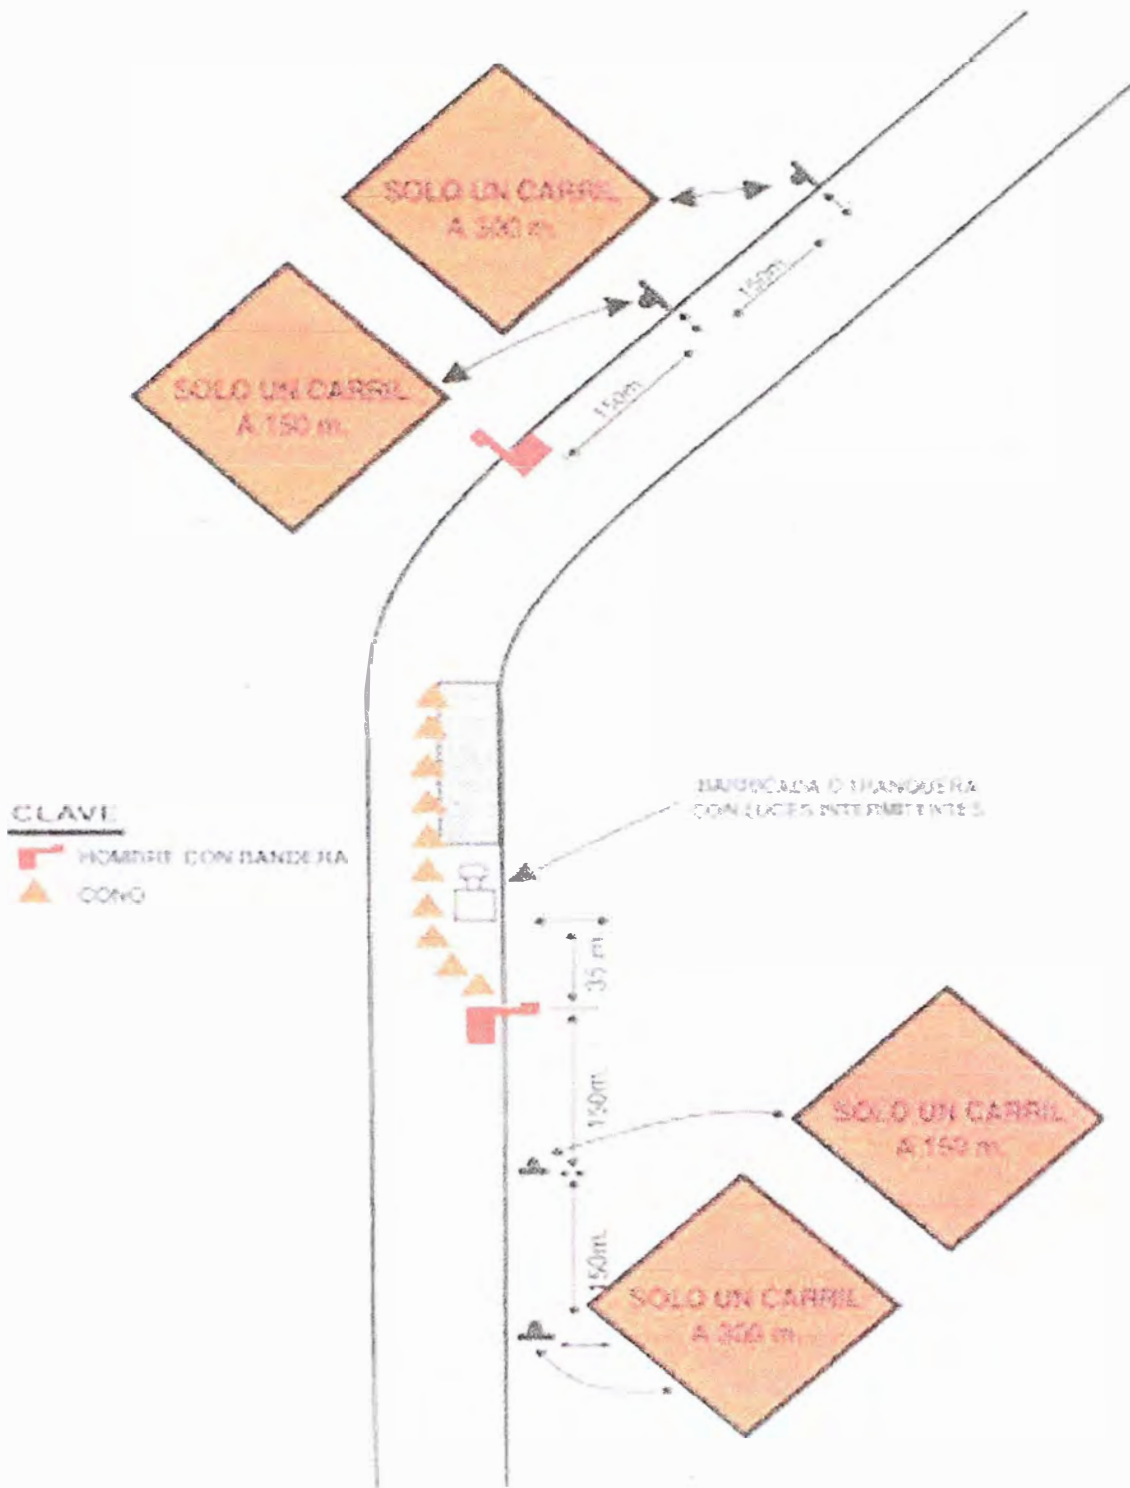 SOLO UN CARRIL
A 300 m.
SOLO UN CARRIL
A 150 m.
150m.
150m.
BARRICADA O TRANQUERA
CON LUCES INTERMITENTES
CLAVE
HOMBRE CON BANDERA
CONO
35 m
150m.
SOLO UN CARRIL
A 150 m.
150m.
SOLO UN CARRIL
A 300 m.